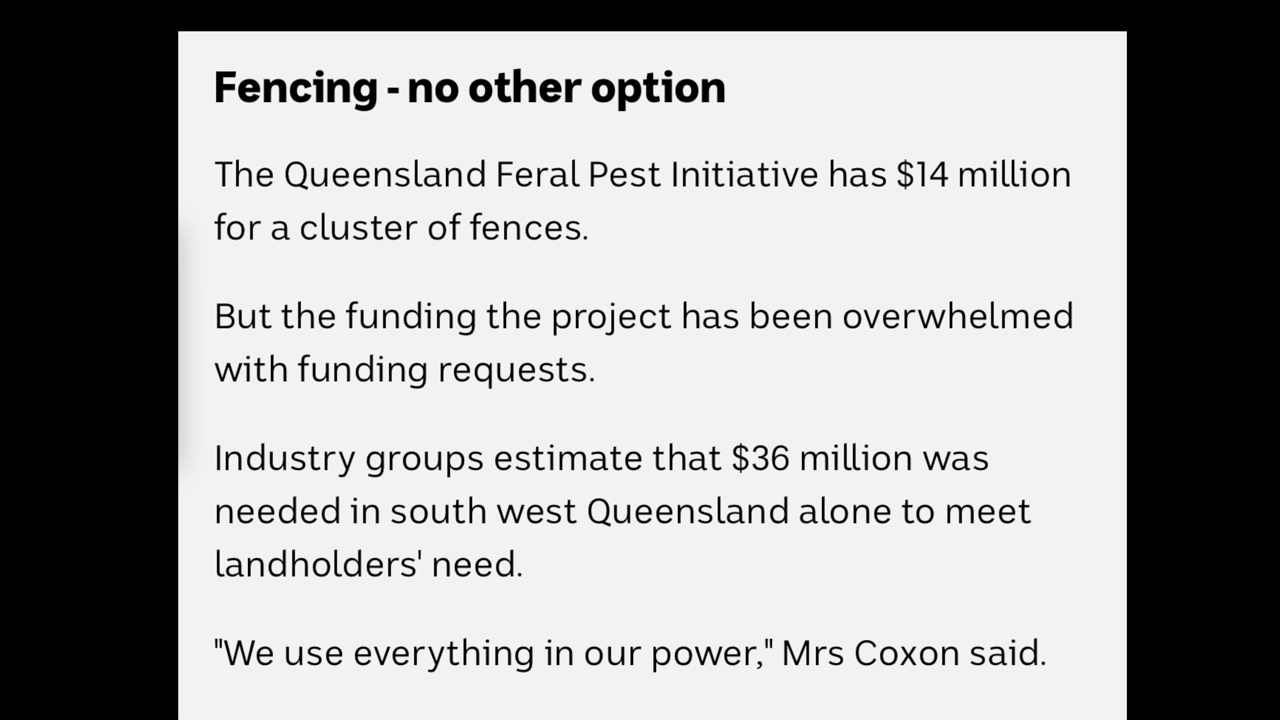 Fencing - no other option
The Queensland Feral Pest Initiative has $14 million
for a cluster of fences.
But the funding the project has been overwhelmed
with funding requests.
Industry groups estimate that $36 million was
needed in south west Queensland alone to meet
landholders' need.
"We use everything in our power," Mrs Coxon said.